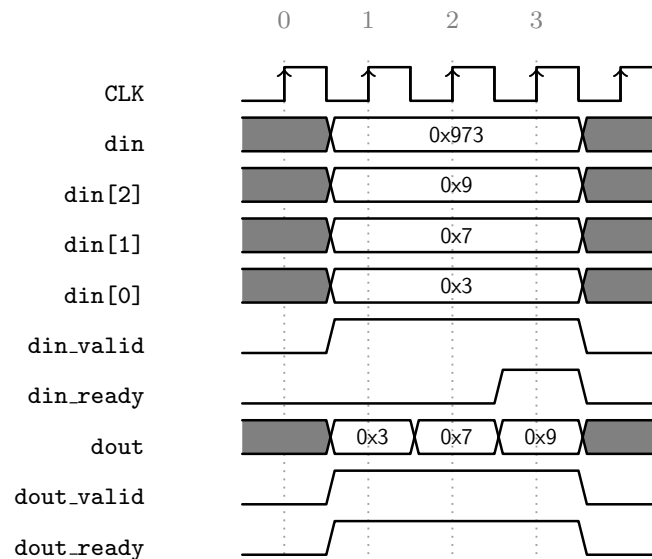 0 1 2 3
CLK
din 0x973
din[2] 0x9
din[1] 0x7
din[0] 0x3
din_valid
din_ready
dout 0x3 0x7 0x9
dout_valid
dout_ready